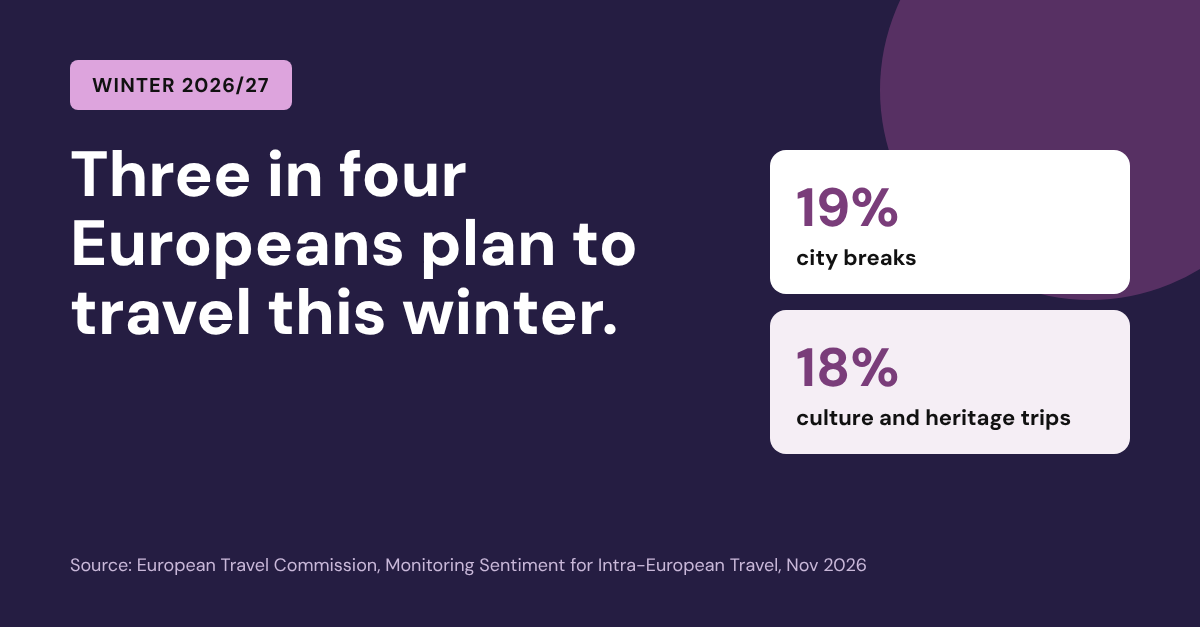 WINTER 2026/27
Three in four
Europeans plan to
travel this winter.
19%
city breaks
18%
culture and heritage trips
Source: European Travel Commission, Monitoring Sentiment for Intra-European Travel, Nov 2026